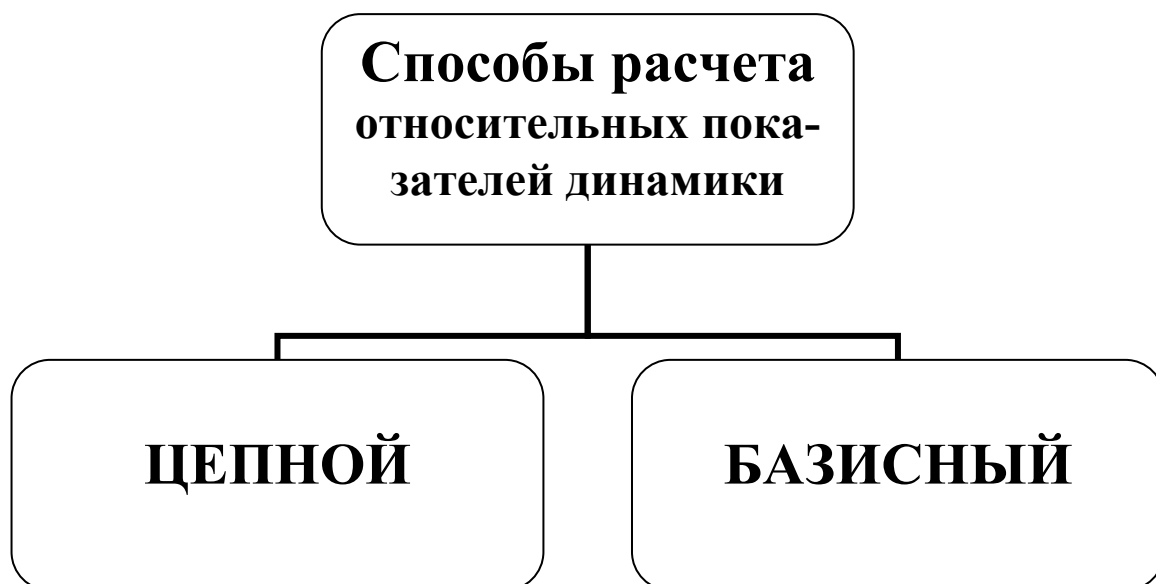 Способы расчета
относительных пока-
зателей динамики
ЦЕПНОЙ
БАЗИСНЫЙ